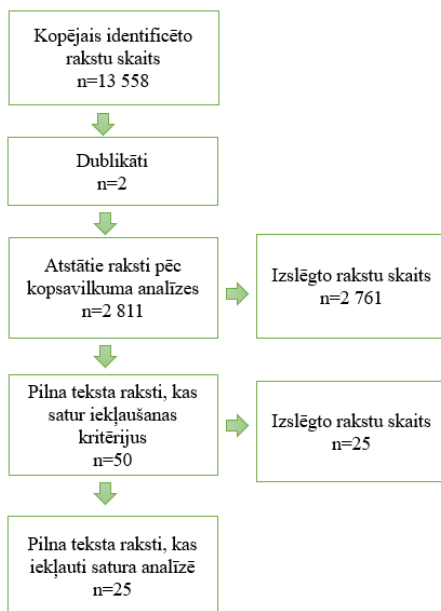 Kopējais identificēto
rakstu skaits
n=13 558
Dublikāti
n=2
Atstātie raksti pēc
kopsavilkuma analīzes
n=2 811
Izslēgto rakstu skaits
n=2 761
Pilna teksta raksti, kas
satur iekļaušanas
kritērijus
n=50
Izslēgto rakstu skaits
n=25
Pilna teksta raksti, kas
iekļauti satura analīzē
n=25